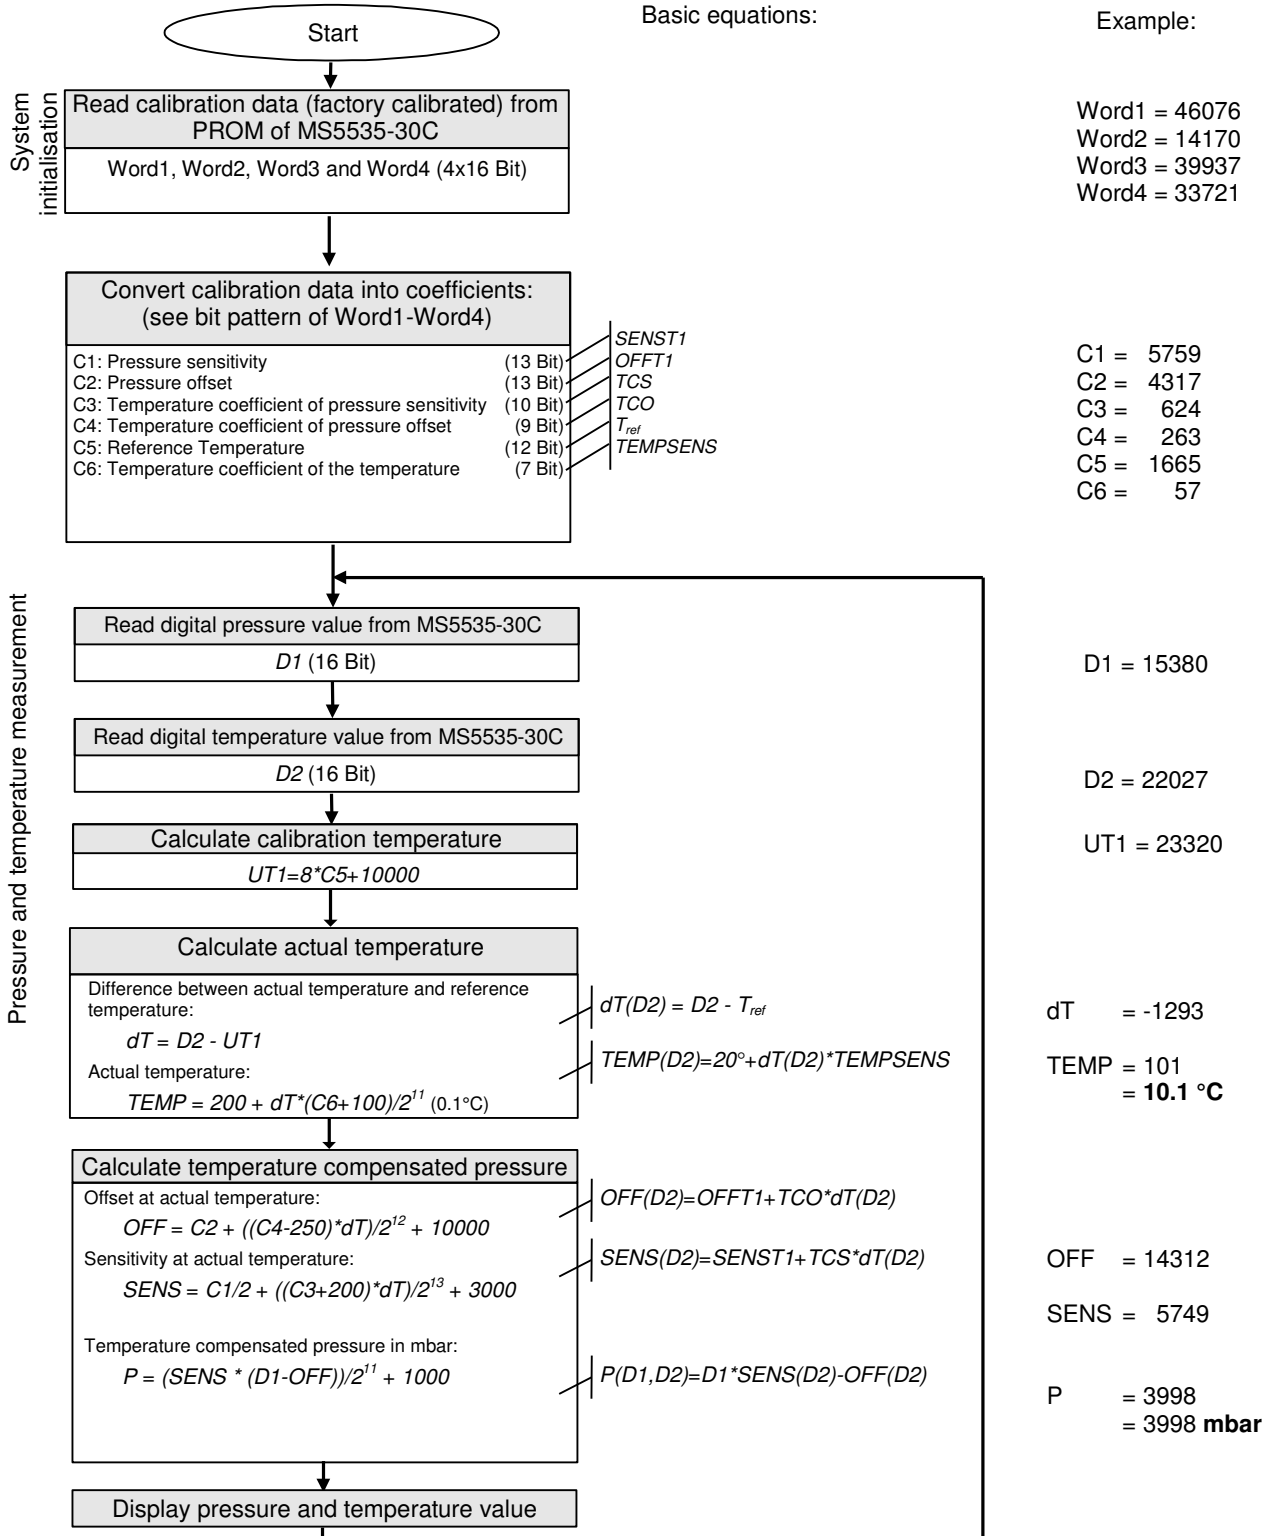 Basic equations:
Example:
Start
System
initialisation
Read calibration data (factory calibrated) from
PROM of MS5535-30C
Word1, Word2, Word3 and Word4 (4x16 Bit)
Word1 = 46076
Word2 = 14170
Word3 = 39937
Word4 = 33721
Convert calibration data into coefficients:
(see bit pattern of Word1-Word4)
C1: Pressure sensitivity (13 Bit) SENST1
C2: Pressure offset (13 Bit) OFFT1
C3: Temperature coefficient of pressure sensitivity (10 Bit) TCS
C4: Temperature coefficient of pressure offset (9 Bit) TCO
C5: Reference Temperature (12 Bit) Tref
C6: Temperature coefficient of the temperature (7 Bit) TEMPSENS
C1 = 5759
C2 = 4317
C3 = 624
C4 = 263
C5 = 1665
C6 = 57
Pressure and temperature measurement
Read digital pressure value from MS5535-30C
D1 (16 Bit)
D1 = 15380
Read digital temperature value from MS5535-30C
D2 (16 Bit)
D2 = 22027
Calculate calibration temperature
UT1=8*C5+10000
UT1 = 23320
Calculate actual temperature
Difference between actual temperature and reference
temperature:
dT = D2 - UT1
dT(D2) = D2 - Tref
dT = -1293
Actual temperature:
TEMP = 200 + dT*(C6+100)/2¹¹ (0.1°C)
TEMP(D2)=20°+dT(D2)*TEMPSENS
TEMP = 101
= 10.1 °C
Calculate temperature compensated pressure
Offset at actual temperature:
OFF = C2 + ((C4-250)*dT)/2¹² + 10000
OFF(D2)=OFFT1+TCO*dT(D2)
OFF = 14312
Sensitivity at actual temperature:
SENS = C1/2 + ((C3+200)*dT)/2¹³ + 3000
SENS(D2)=SENST1+TCS*dT(D2)
SENS = 5749
Temperature compensated pressure in mbar:
P = (SENS * (D1-OFF))/2¹¹ + 1000
P(D1,D2)=D1*SENS(D2)-OFF(D2)
P = 3998
= 3998 mbar
Display pressure and temperature value